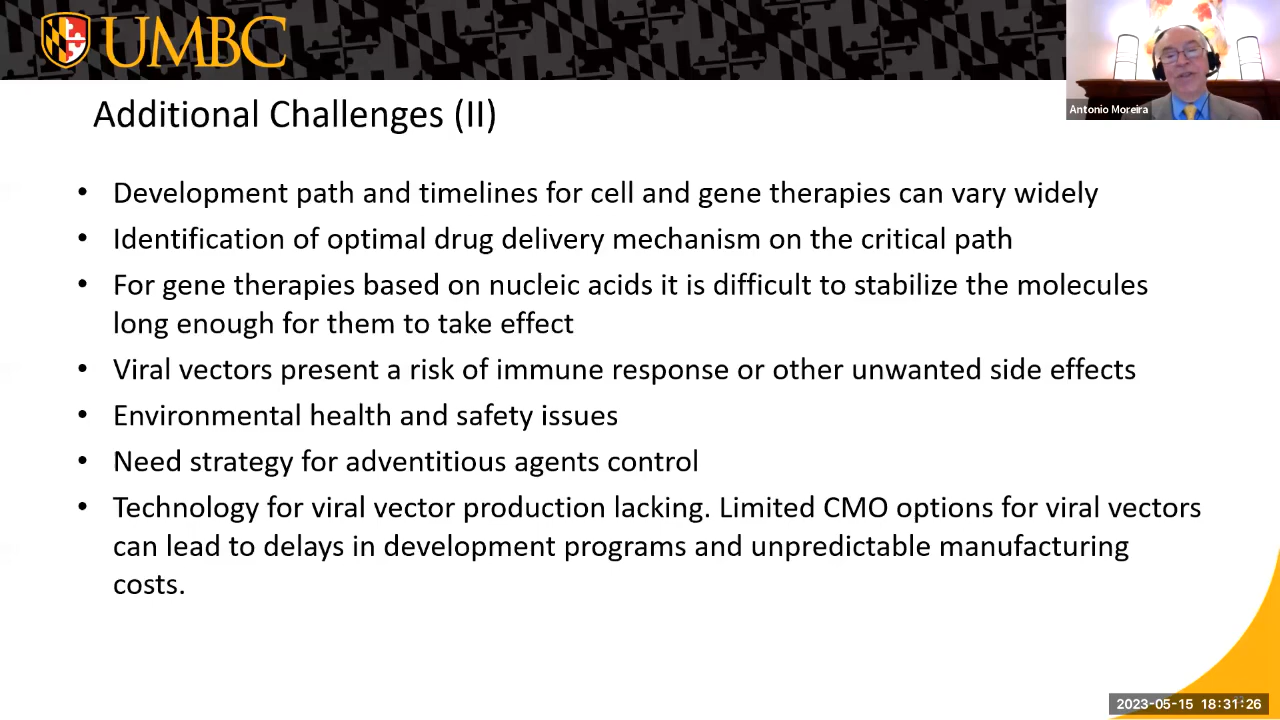 UMBC
Antonio Moreira
Additional Challenges (II)
• Development path and timelines for cell and gene therapies can vary widely
• Identification of optimal drug delivery mechanism on the critical path
• For gene therapies based on nucleic acids it is difficult to stabilize the molecules
long enough for them to take effect
• Viral vectors present a risk of immune response or other unwanted side effects
• Environmental health and safety issues
• Need strategy for adventitious agents control
• Technology for viral vector production lacking. Limited CMO options for viral vectors
can lead to delays in development programs and unpredictable manufacturing
costs.
2023-05-15 18:31:26